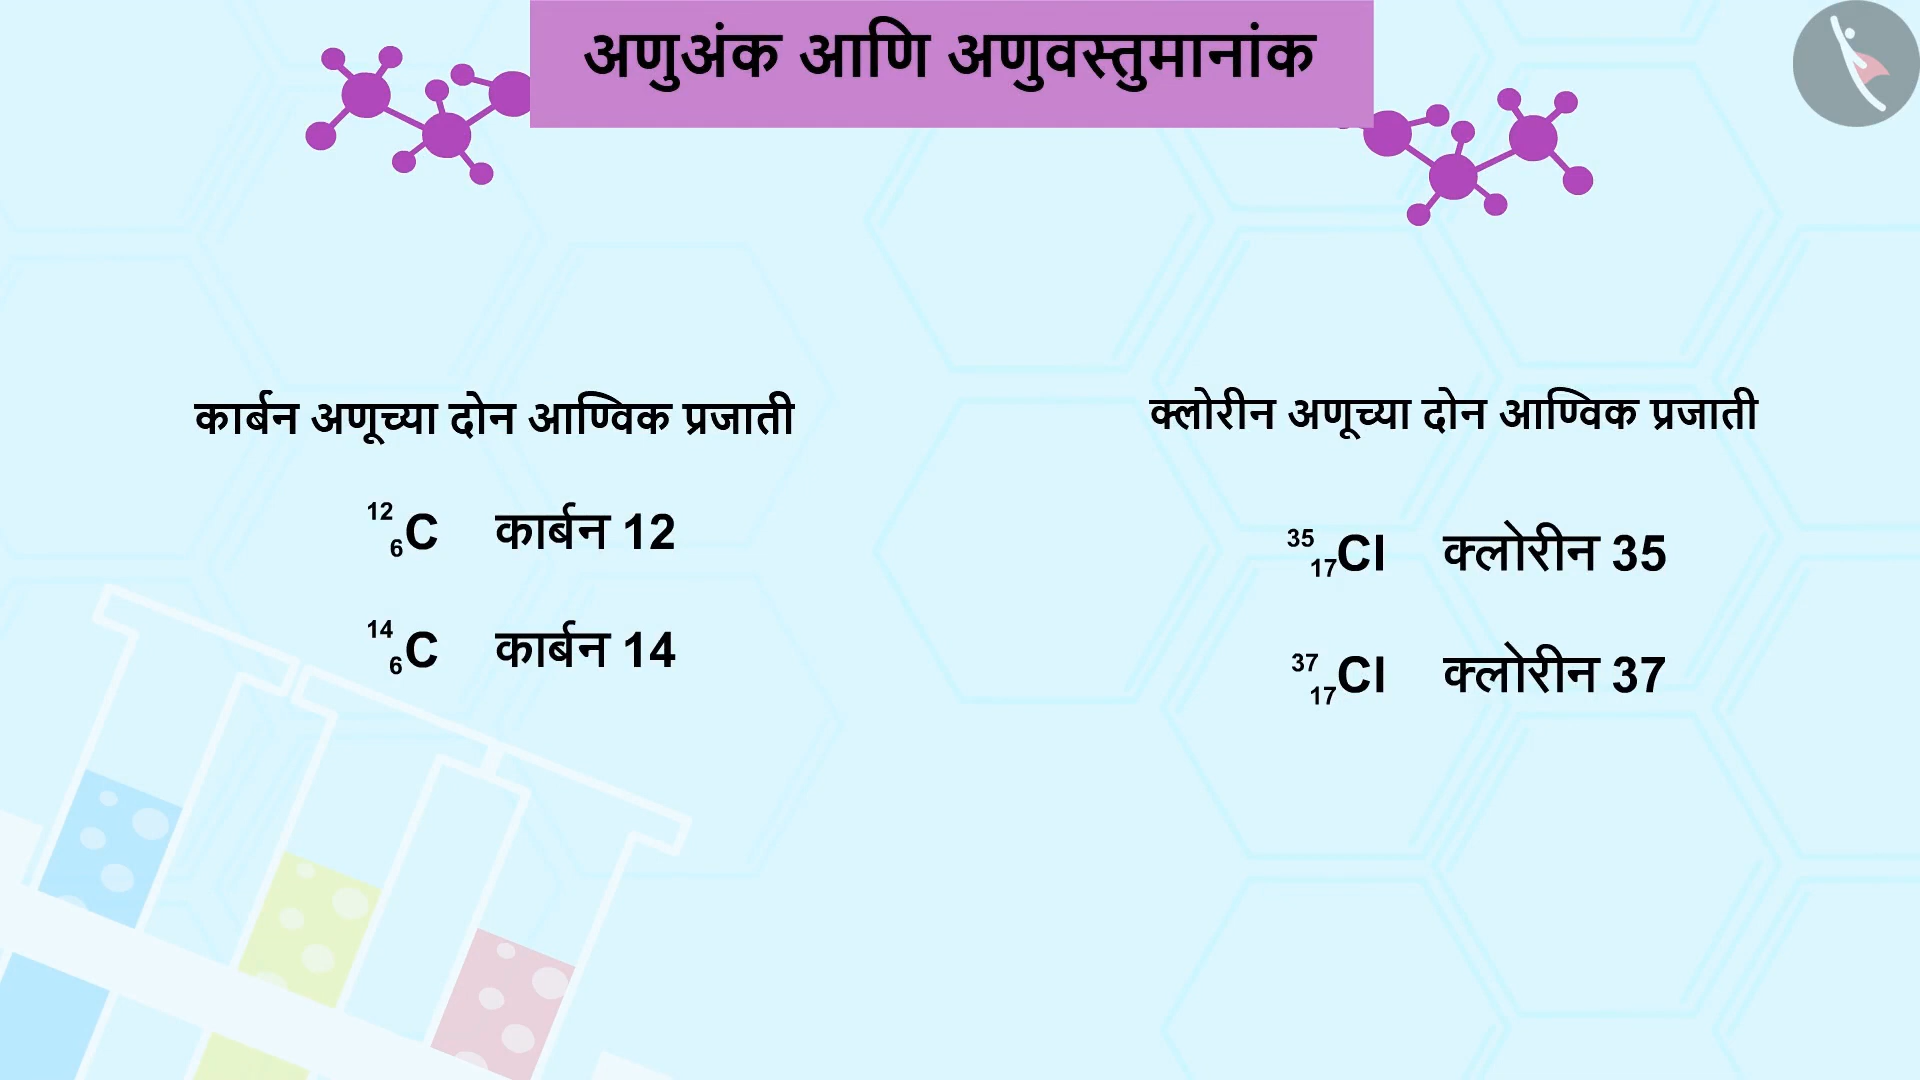 अणुअंक आणि अणुवस्तुमानांक
कार्बन अणूच्या दोन आण्विक प्रजाती
¹²₆C कार्बन 12
¹⁴₆C कार्बन 14
क्लोरीन अणूच्या दोन आण्विक प्रजाती
³⁵₁₇Cl क्लोरीन 35
³⁷₁₇Cl क्लोरीन 37